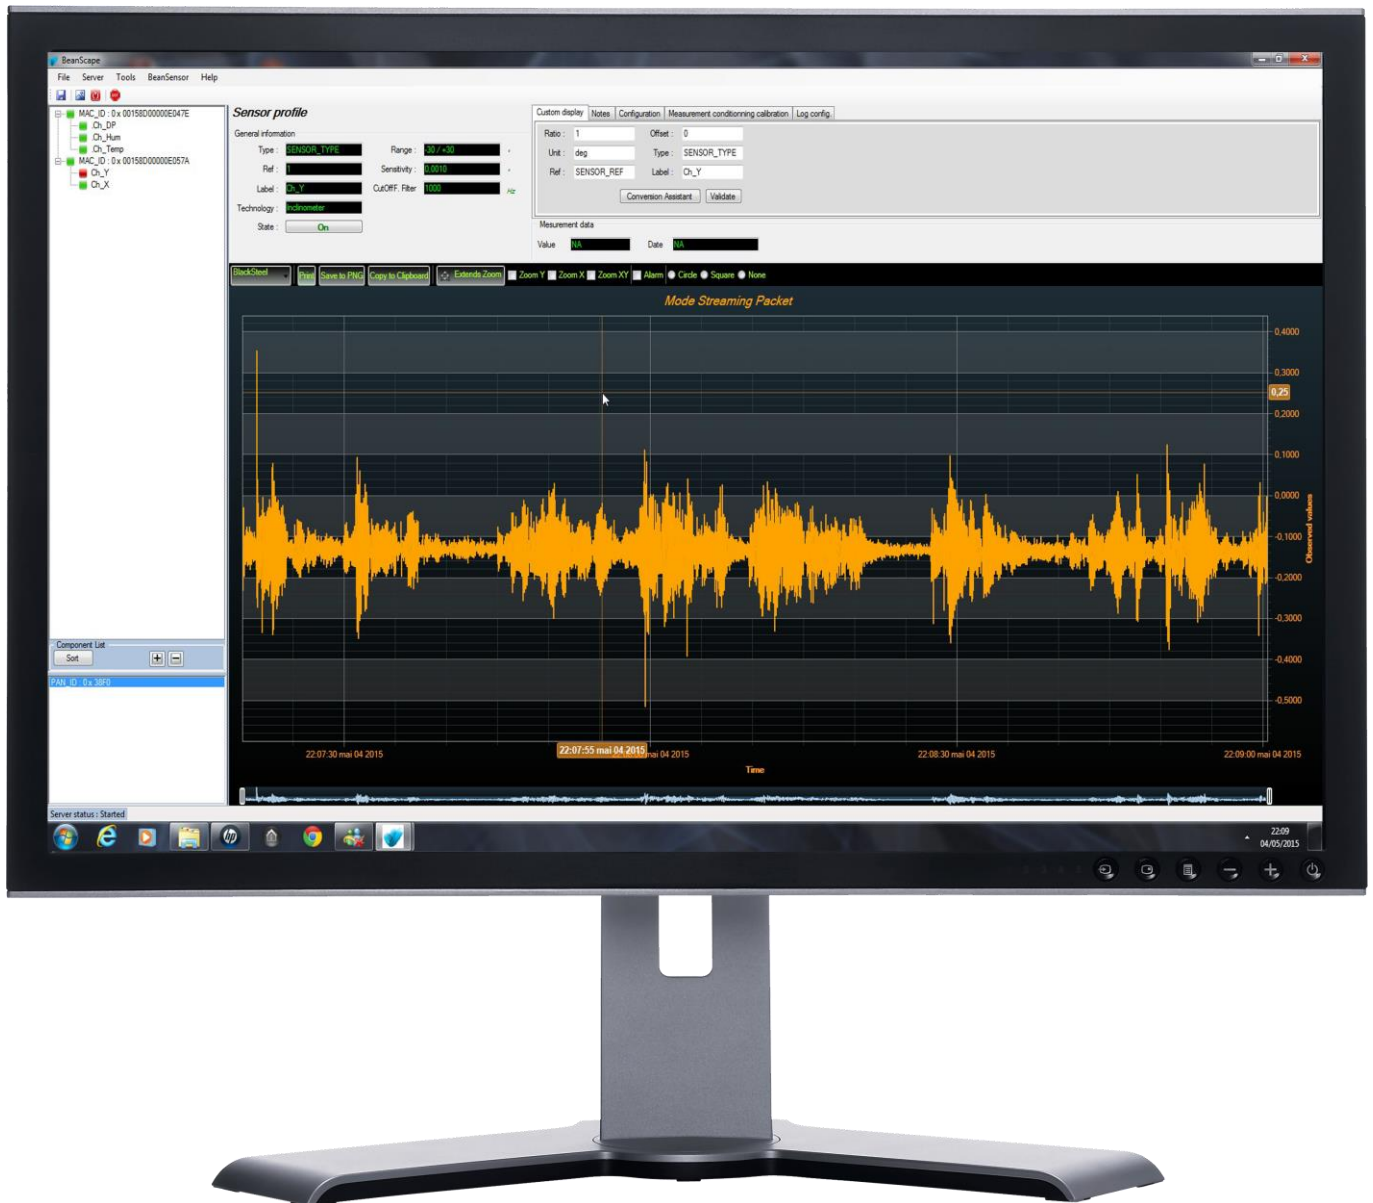 BeanScape
File Server Tools BeanSensor Help
MAC_ID : 0 x 00158D00000E047E
Ch_DP
Ch_Hum
Ch_Temp
MAC_ID : 0 x 00158D00000E057A
Ch_Y
Ch_X
Component List
Sort
PAN_ID : 0 x 38F0
Sensor profile
General information
Type : SENSOR_TYPE Range : -30 / +30
Ref : 1 Sensitivity : 0,0010
Label : Ch_Y CutOffF. Filter 1000 Hz
Technology : Inclinometer
State : On
Custom display Notes Configuration Measurement conditionning calibration Log config.
Ratio : 1 Offset : 0
Unit : deg Type : SENSOR_TYPE
Ref : SENSOR_REF Label : Ch_Y
Conversion Assistant Validate
Mesurement data
Value NA Date NA
BlackSteel Print Save to PNG Copy to Clipboard Extends Zoom Zoom Y Zoom X Zoom XY Alarm Circle Square None
Mode Streaming Packet
0,4000
0,3000
0,25
0,2000
0,1000
0,0000
-0,1000
-0,2000
-0,3000
-0,4000
-0,5000
Observed values
22:07:30 mai 04 2015 22:07:55 mai 04 2015 mai 04 2015 22:08:30 mai 04 2015 22:09:00 mai 04 2015
Time
Server status : Started
22:09
04/05/2015